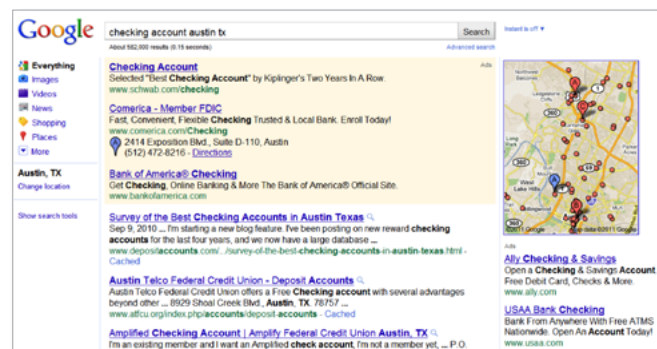 Google
checking account austin tx
Search
Instant is off ▼
About 582,000 results (0.15 seconds)
Advanced search
Everything
Images
Videos
News
Shopping
Places
More
Austin, TX
Change location
Show search tools
Ads
Checking Account
Selected "Best Checking Account" by Kiplinger's Two Years In A Row.
www.schwab.com/checking
Comerica - Member FDIC
Fast, Convenient, Flexible Checking Trusted & Local Bank. Enroll Today!
www.comerica.com/Checking
A 2414 Exposition Blvd., Suite D-110, Austin
(512) 472-8216 - Directions
Bank of America® Checking
Get Checking, Online Banking & More The Bank of America® Official Site.
www.bankofamerica.com
Survey of the Best Checking Accounts in Austin Texas
Sep 9, 2010 ... I'm starting a new blog feature. I've been posting on new reward checking
accounts for the last four years, and we now have a large database ...
www.depositaccounts.com/.../survey-of-the-best-checking-accounts-in-austin-texas.html -
Cached
Austin Telco Federal Credit Union - Deposit Accounts
Austin Telco Federal Credit Union offers a Free Checking account with several advantages
beyond other ... 8929 Shoal Creek Blvd., Austin, TX. 78757 ...
www.atfcu.org/index.php/accounts/deposit-accounts - Cached
Amplified Checking Account | Amplify Federal Credit Union Austin, TX
I'm an existing member and I want an Amplified check account, I'm not a member yet, ... P.O.
360
360
West
Lake Hills
©2011 Google
Map data ©2011 Google
Ads
Ally Checking & Savings
Open a Checking & Savings Account
Free Debit Card, Checks & More.
www.ally.com
USAA Bank Checking
Bank From Anywhere With Free ATMS
Nationwide. Open An Account Today!
www.usaa.com